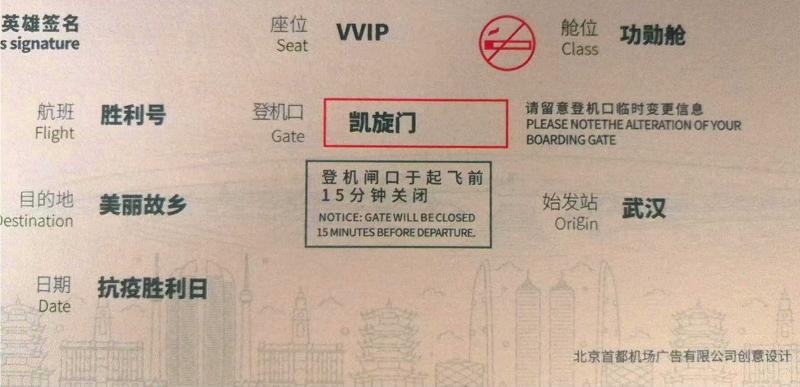 英雄签名
s signature
座位
Seat
VVIP
舱位
Class
功勋舱
航班
Flight
胜利号
登机口
Gate
凯旋门
请留意登机口临时变更信息
PLEASE NOTETHE ALTERATION OF YOUR
BOARDING GATE
目的地
Destination
美丽故乡
登机闸口于起飞前
15分钟关闭
NOTICE: GATE WILL BE CLOSED
15 MINUTES BEFORE DEPARTURE.
始发站
Origin
武汉
日期
Date
抗疫胜利日
北京首都机场广告有限公司创意设计